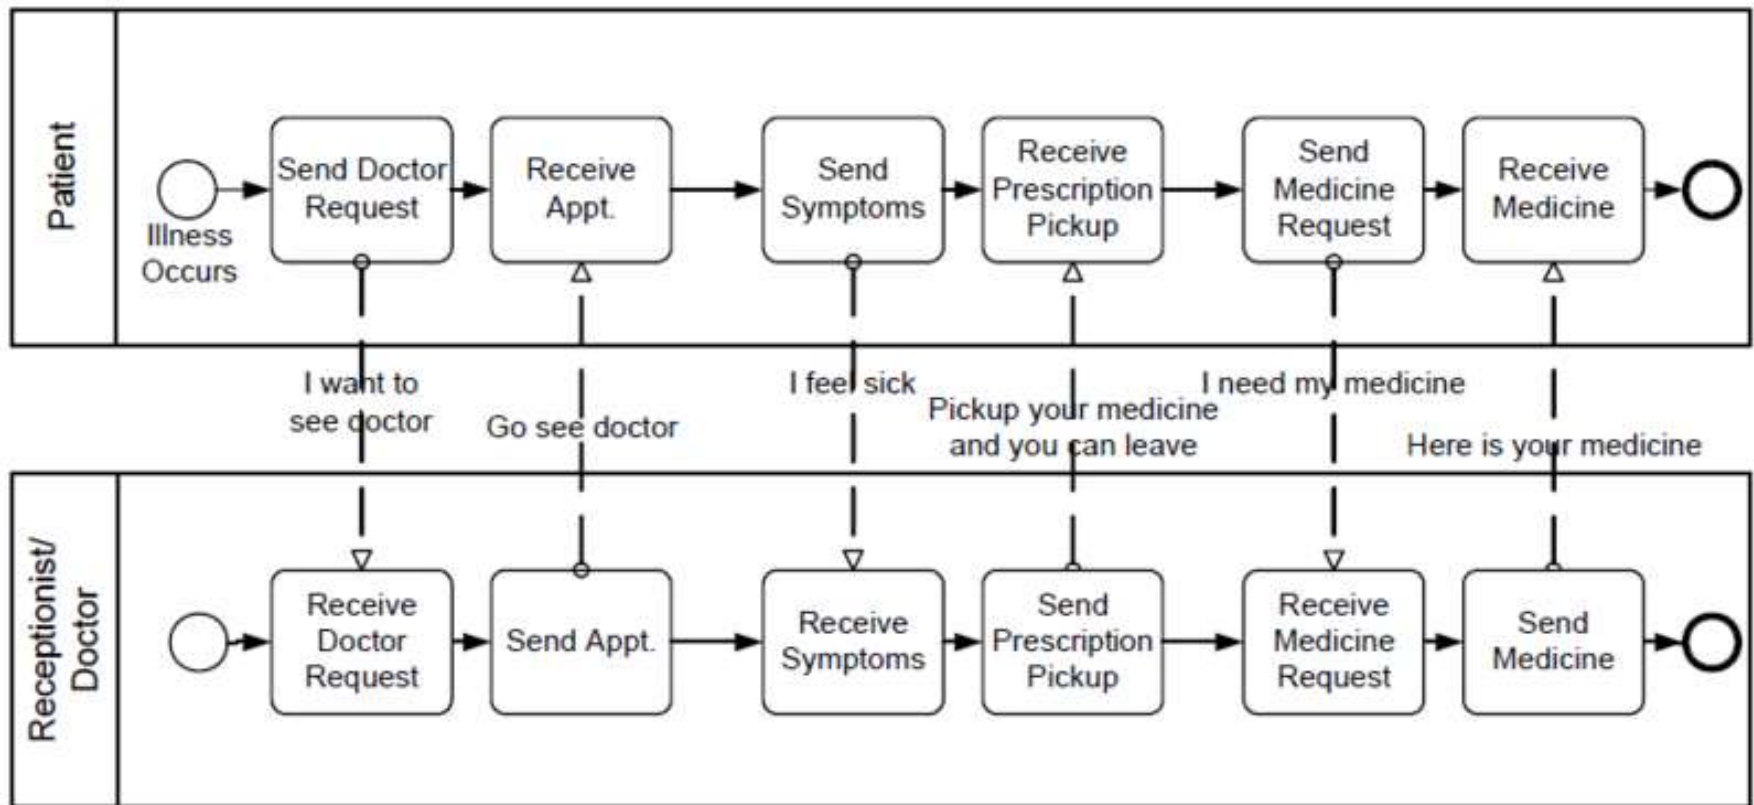 Patient
Illness
Occurs
Send Doctor
Request
Receive
Appt.
Send
Symptoms
Receive
Prescription
Pickup
Send
Medicine
Request
Receive
Medicine
I want to
see doctor
Go see doctor
I feel sick
Pickup your medicine
and you can leave
I need my medicine
Here is your medicine
Receptionist/
Doctor
Receive
Doctor
Request
Send Appt.
Receive
Symptoms
Send
Prescription
Pickup
Receive
Medicine
Request
Send
Medicine